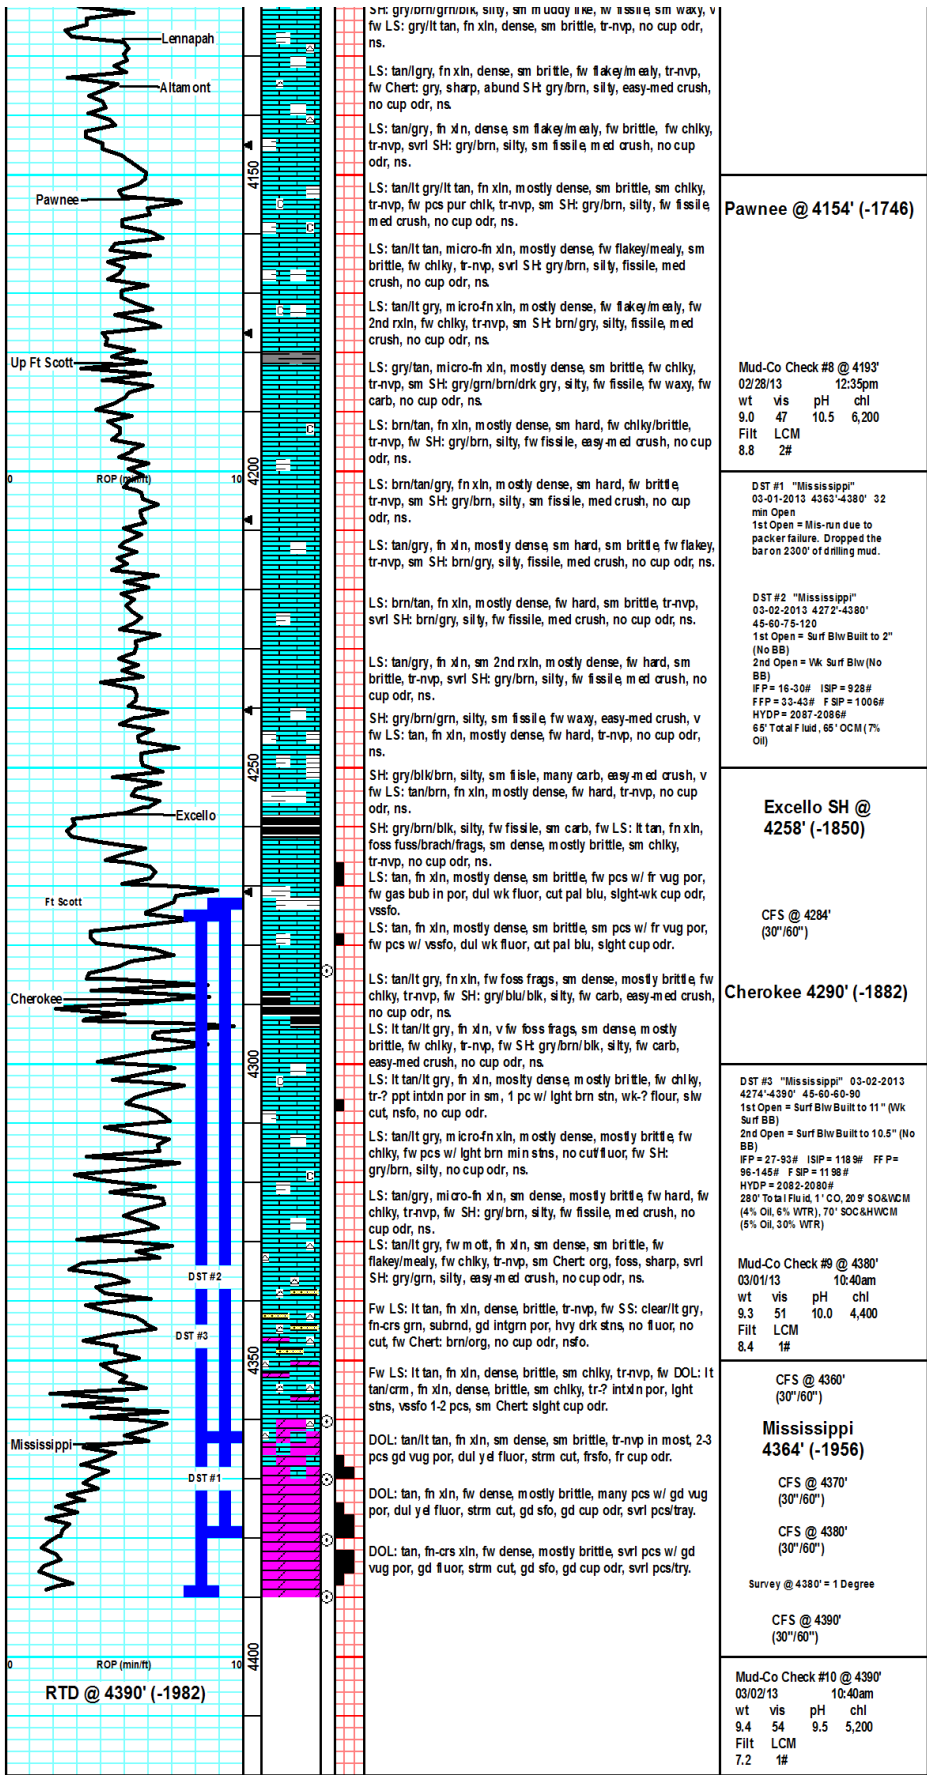 SH: gry/brn/grn/blk, silty, sm muddy like, fw fissile, sm waxy, v
fw LS: gry/lt tan, fn xln, dense, sm brittle, tr-nvp, no cup odr,
ns.
Lennapah
LS: tan/lgry, fn xln, dense, sm brittle, fw flakey/mealy, tr-nvp,
fw Chert: gry, sharp, abund SH: gry/brn, silty, easy-med crush,
no cup odr, ns.
Altamont
LS: tan/gry, fn xln, dense, sm flakey/mealy, fw brittle, fw chlky,
tr-nvp, svrl SH: gry/brn, silty, sm fissile, med crush, no cup
odr, ns.
4150
LS: tan/lt gry/lt tan, fn xln, mostly dense, sm brittle, sm chlky,
tr-nvp, fw pcs pur chlk, tr-nvp, sm SH: gry/brn, silty, fw fissile,
med crush, no cup odr, ns.
Pawnee
C
C
Pawnee @ 4154' (-1746)
LS: tan/lt tan, micro-fn xln, mostly dense, fw flakey/mealy, sm
brittle, fw chlky, tr-nvp, svrl SH: gry/brn, silty, fissile, med
crush, no cup odr, ns.
LS: tan/lt gry, micro-fn xln, mostly dense, fw flakey/mealy, fw
2nd rxln, fw chlky, tr-nvp, sm SH: brn/gry, silty, fissile, med
crush, no cup odr, ns.
C
Up Ft Scott
LS: gry/tan, micro-fn xln, mostly dense, sm brittle, fw chlky,
tr-nvp, sm SH: gry/grn/brn/drk gry, silty, fw fissile, fw waxy, fw
carb, no cup odr, ns.
Mud-Co Check #8 @ 4193'
02/28/13 12:35pm
wt vis pH chl
9.0 47 10.5 6,200
Filt LCM
8.8 2#
LS: brn/tan, fn xln, mostly dense, sm hard, fw chlky/brittle,
tr-nvp, fw SH: gry/brn, silty, fw fissile, easy-med crush, no cup
odr, ns.
C
0 ROP (min/ft) 10
4200
LS: brn/tan/gry, fn xln, mostly dense, sm hard, fw brittle,
tr-nvp, sm SH: gry/brn, silty, sm fissile, med crush, no cup
odr, ns.
DST #1 "Mississippi"
03-01-2013 4363'-4380' 32
min Open
1st Open = Mis-run due to
packer failure. Dropped the
bar on 2300' of drilling mud.
LS: tan/gry, fn xln, mostly dense, sm hard, sm brittle, fw flakey,
tr-nvp, sm SH: brn/gry, silty, fissile, med crush, no cup odr, ns.
LS: brn/tan, fn xln, mostly dense, fw hard, sm brittle, tr-nvp,
svrl SH: brn/gry, silty, fw fissile, med crush, no cup odr, ns.
DST #2 "Mississippi"
03-02-2013 4272'-4380'
45-60-75-120
1st Open = Surf Blw Built to 2"
(No BB)
2nd Open = Wk Surf Blw (No
BB)
IFP = 16-30# ISIP = 928#
FFP = 33-43# FSIP = 1006#
HYDP = 2087-2086#
65' Total Fluid, 65' OCM (7%
Oil)
LS: tan/gry, fn xln, sm 2nd rxln, mostly dense, fw hard, sm
brittle, tr-nvp, svrl SH: gry/brn, silty, fw fissile, med crush, no
cup odr, ns.
SH: gry/brn/grn, silty, sm fissile, fw waxy, easy-med crush, v
fw LS: tan, fn xln, mostly dense, fw hard, tr-nvp, no cup odr,
ns.
4250
SH: gry/blk/brn, silty, sm fiisle, many carb, easy-med crush, v
fw LS: tan/brn, fn xln, mostly dense, fw hard, tr-nvp, no cup
odr, ns.
Excello
Excello SH @
4258' (-1850)
SH: gry/brn/blk, silty, fw fissile, sm carb, fw LS: lt tan, fn xln,
foss fuss/brach/frags, sm dense, mostly brittle, sm chlky,
tr-nvp, no cup odr, ns.
LS: tan, fn xln, mostly dense, sm brittle, fw pcs w/ fr vug por,
fw gas bub in por, dul wk fluor, cut pal blu, slght-wk cup odr,
vssfo.
Ft Scott
CFS @ 4284'
(30"/60")
LS: tan, fn xln, mostly dense, sm brittle, sm pcs w/ fr vug por,
fw pcs w/ vssfo, dul wk fluor, cut pal blu, slght cup odr.
LS: tan/lt gry, fn xln, fw foss frags, sm dense, mostly brittle, fw
chlky, tr-nvp, fw SH: gry/blu/blk, silty, fw carb, easy-med crush,
no cup odr, ns.
Cherokee
Cherokee 4290' (-1882)
LS: lt tan/lt gry, fn xln, v fw foss frags, sm dense, mostly
brittle, fw chlky, tr-nvp, fw SH: gry/brn/blk, silty, fw carb,
easy-med crush, no cup odr, ns.
4300
C
LS: lt tan/lt gry, fn xln, moslty dense, mostly brittle, fw chlky,
tr-? ppt intxln por in sm, 1 pc w/ lght brn stn, wk-? fluor, slw
cut, nsfo, no cup odr.
DST #3 "Mississippi" 03-02-2013
4274'-4390' 45-60-60-90
1st Open = Surf Blw Built to 11" (Wk
Surf BB)
2nd Open = Surf Blw Built to 10.5" (No
BB)
IFP = 27-93# ISIP = 1189# FFP =
96-145# FSIP = 1198#
HYDP = 2082-2080#
280' Total Fluid, 1' CO, 209' SO&WCM
(4% Oil, 6% WTR), 70' SOC&HWCM
(5% Oil, 30% WTR)
LS: tan/lt gry, micro-fn xln, mostly dense, mostly brittle, fw
chlky, fw pcs w/ lght brn min stns, no cut/fluor, fw SH:
gry/brn, silty, no cup odr, ns.
C
LS: tan/gry, micro-fn xln, sm dense, mostly brittle, fw hard, fw
chlky, tr-nvp, fw SH: gry/brn, silty, fw fissile, med crush, no
cup odr, ns.
LS: tan/lt gry, fw mott, fn xln, sm dense, sm brittle, fw
flakey/mealy, fw chlky, tr-nvp, sm Chert: org, foss, sharp, svrl
SH: gry/grn, silty, easy-med crush, no cup odr, ns.
DST #2
Mud-Co Check #9 @ 4380'
03/01/13 10:40am
wt vis pH chl
9.3 51 10.0 4,400
Filt LCM
8.4 1#
Fw LS: lt tan, fn xln, dense, brittle, tr-nvp, fw SS: clear/lt gry,
fn-crs grn, subrnd, gd intgrn por, hvy drk stns, no fluor, no
cut, fw Chert: brn/org, no cup odr, nsfo.
DST #3
4350
Fw LS: lt tan, fn xln, dense, brittle, sm chlky, tr-nvp, fw DOL: lt
tan/crm, fn xln, dense, brittle, sm chlky, tr-? intxln por, lght
stns, vssfo 1-2 pcs, sm Chert: slght cup odr.
CFS @ 4360'
(30"/60")
Mississippi
Mississippi
4364' (-1956)
DOL: tan/lt tan, fn xln, sm dense, sm brittle, tr-nvp in most, 2-3
pcs gd vug por, dul yel fluor, strm cut, frsfo, fr cup odr.
DST #1
CFS @ 4370'
(30"/60")
DOL: tan, fn xln, fw dense, mostly brittle, many pcs w/ gd vug
por, dul yel fluor, strm cut, gd sfo, gd cup odr, svrl pcs/tray.
CFS @ 4380'
(30"/60")
DOL: tan, fn-crs xln, fw dense, mostly brittle, svrl pcs w/ gd
vug por, gd fluor, strm cut, gd sfo, gd cup odr, svrl pcs/try.
Survey @ 4380' = 1 Degree
CFS @ 4390'
(30"/60")
4400
0 ROP (min/ft) 10
RTD @ 4390' (-1982)
Mud-Co Check #10 @ 4390'
03/02/13 10:40am
wt vis pH chl
9.4 54 9.5 5,200
Filt LCM
7.2 1#